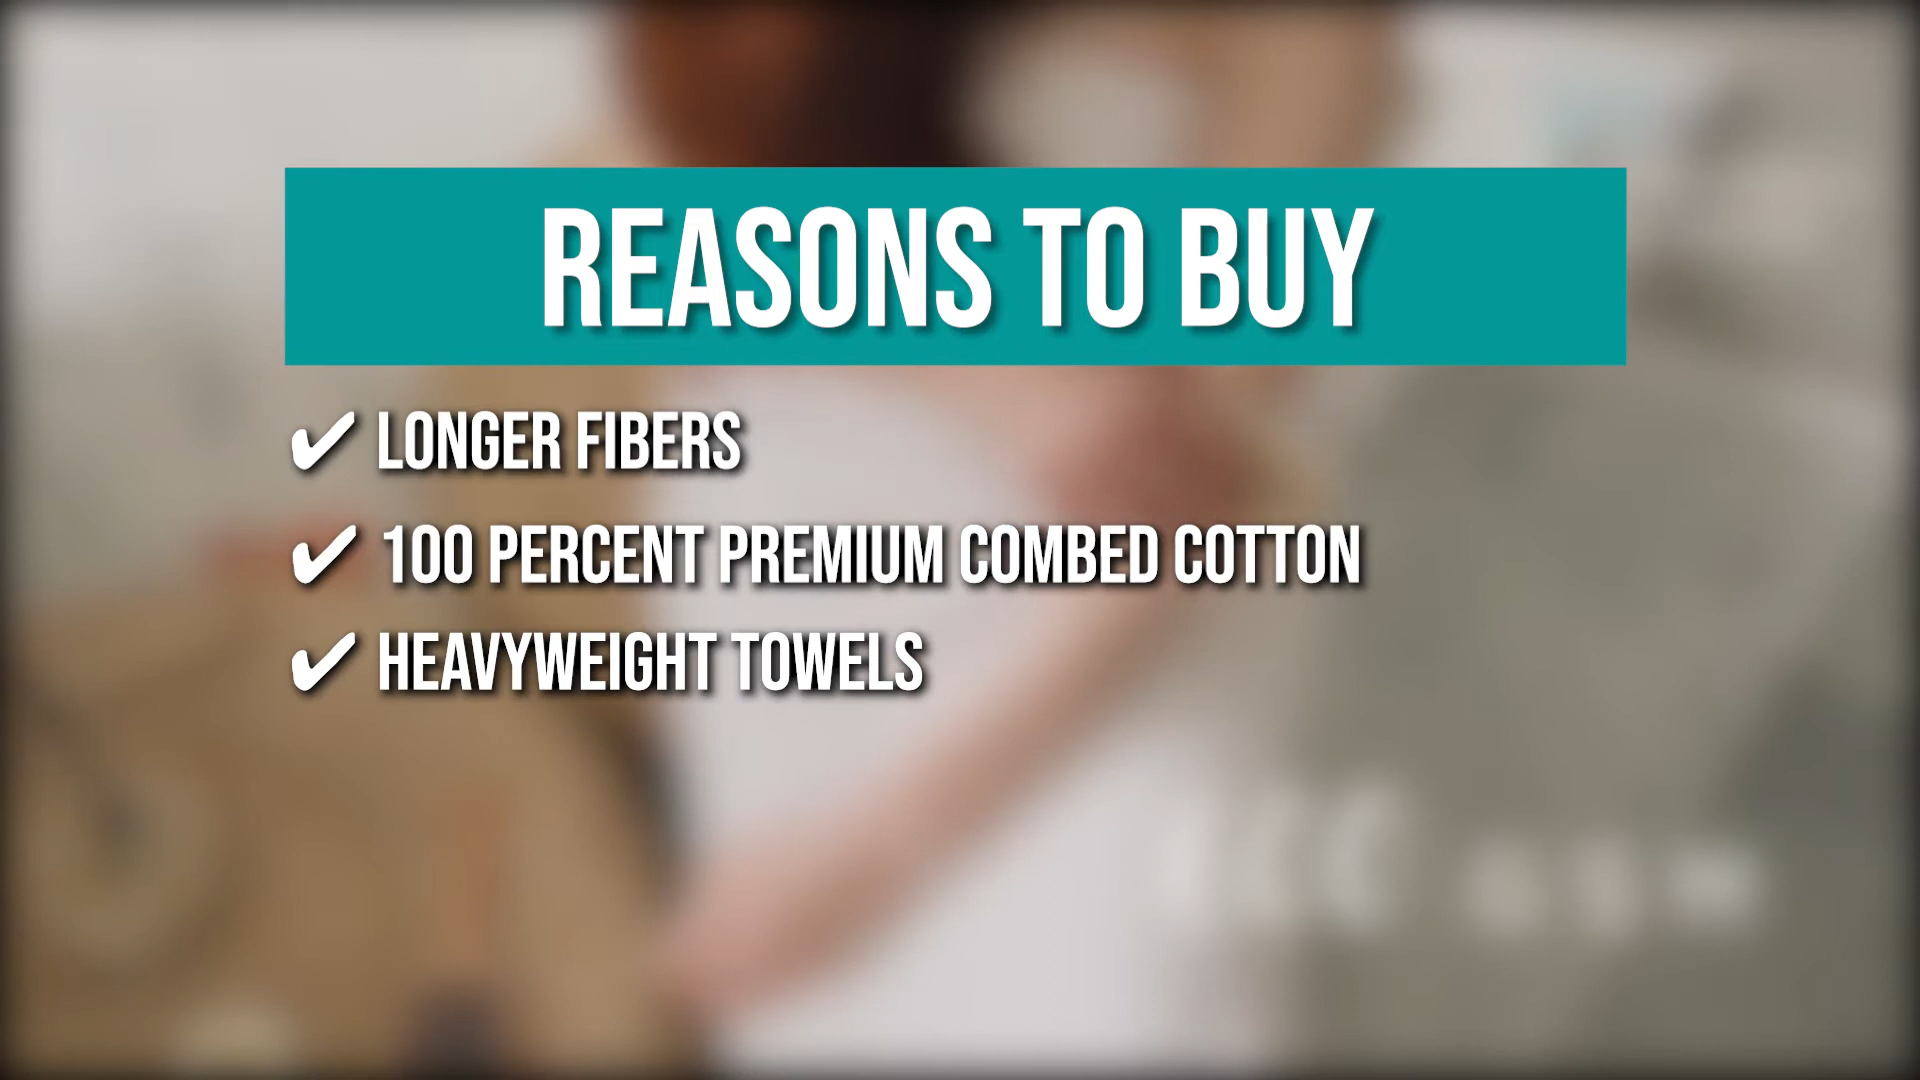 REASONS TO BUY
✔ LONGER FIBERS
✔ 100 PERCENT PREMIUM COMBED COTTON
✔ HEAVYWEIGHT TOWELS